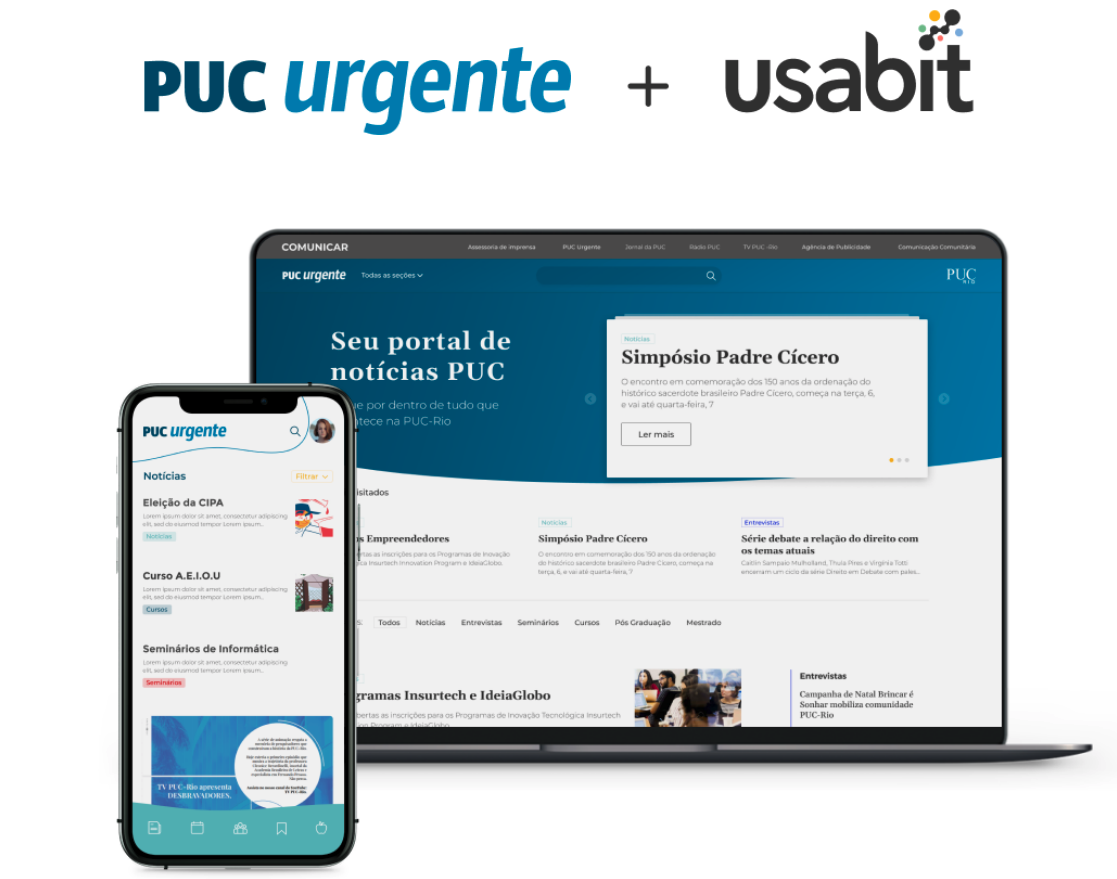 PUC urgente + usabit
COMUNICAR Assessoria de Imprensa PUC Urgente Jornal da PUC Rádio PUC TV PUC -Rio Agência de Publicidade Comunicação Comunitária
PUC urgente Todas as seções PUC
RIO
Seu portal de
notícias PUC
ue por dentro de tudo que
ntece na PUC-Rio
Notícias
Simpósio Padre Cícero
O encontro em comemoração dos 150 anos da ordenação do
histórico sacerdote brasileiro Padre Cícero, começa na terça, 6,
e vai até quarta-feira, 7
Ler mais
isitados
s Empreendedores
rtas as inscrições para os Programas de Inovação
ica Insurtech Innovation Program e IdeiaGlobo.
Notícias
Simpósio Padre Cícero
O encontro em comemoração dos 150 anos da ordenação
do histórico sacerdote brasileiro Padre Cícero, começa na
terça, 6, e vai até quarta-feira, 7
Entrevistas
Série debate a relação do direito com
os temas atuais
Caitlin Sampaio Mulholland, Thula Pires e Virgínia Totti
encerram um ciclo da série Direito em Debate com pales...
Todos Notícias Entrevistas Seminários Cursos Pós Graduação Mestrado
gramas Insurtech e IdeiaGlobo
bertas as inscrições para os Programas de Inovação Tecnológica Insurtech
on Program e IdeiaGlobo
Entrevistas
Campanha de Natal Brincar é
Sonhar mobiliza comunidade
PUC-Rio
PUC urgente
Notícias Filtrar
Eleição da CIPA
Lorem ipsum dolor sit amet, consectetur adipiscing
elit, sed do eiusmod tempor Lorem ipsum...
Notícias
Curso A.E.I.O.U
Lorem ipsum dolor sit amet, consectetur adipiscing
elit, sed do eiusmod tempor Lorem ipsum...
Cursos
Seminários de Informática
Lorem ipsum dolor sit amet, consectetur adipiscing
elit, sed do eiusmod tempor Lorem ipsum...
Seminários
TV PUC-Rio apresenta
DESBRAVADORES.